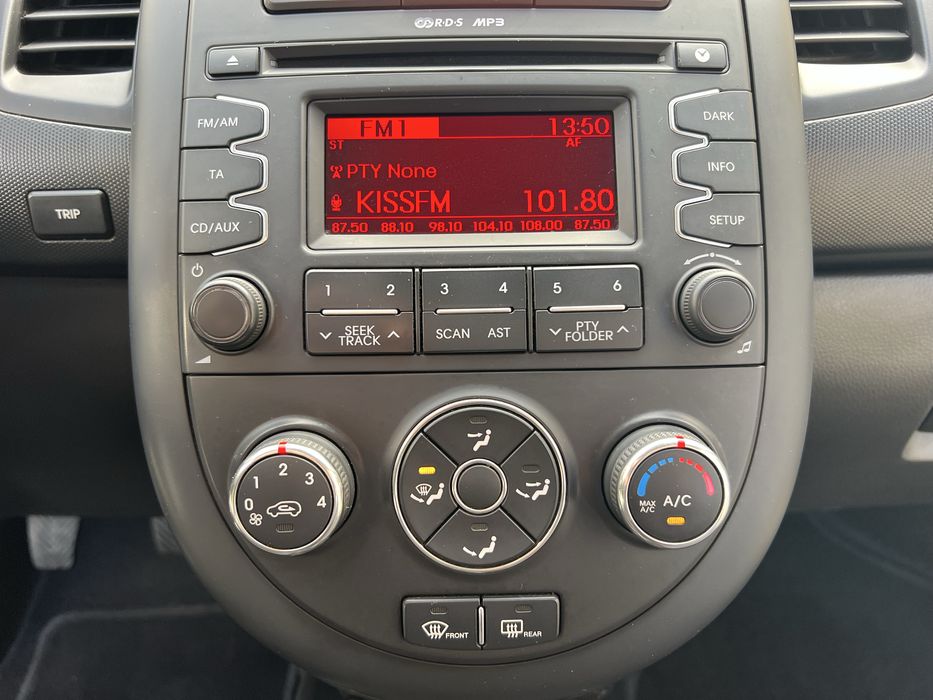 R·D·S MP3
FM/AM
TA
CD/AUX
TRIP
FM1 13:50
ST AF
PTY None
KISSFM 101.80
87.50 88.10 98.10 104.10 108.00 87.50
DARK
INFO
SETUP
1 2 3 4 5 6
SEEK
TRACK
SCAN AST
PTY
FOLDER
0 1 2 3 4
MAX
A/C
A/C
FRONT
REAR